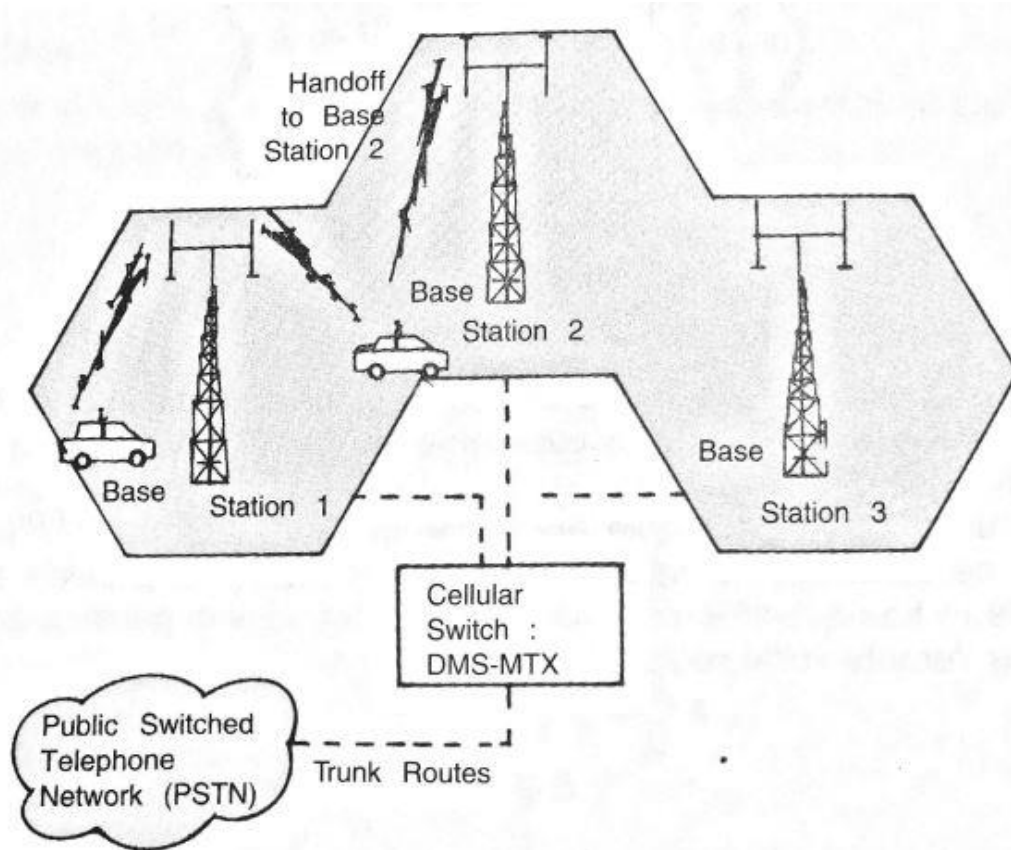 Handoff
to Base
Station 2
Base
Station 2
Base
Station 1
Base
Station 3
Cellular
Switch :
DMS-MTX
Public Switched
Telephone
Network (PSTN)
Trunk Routes